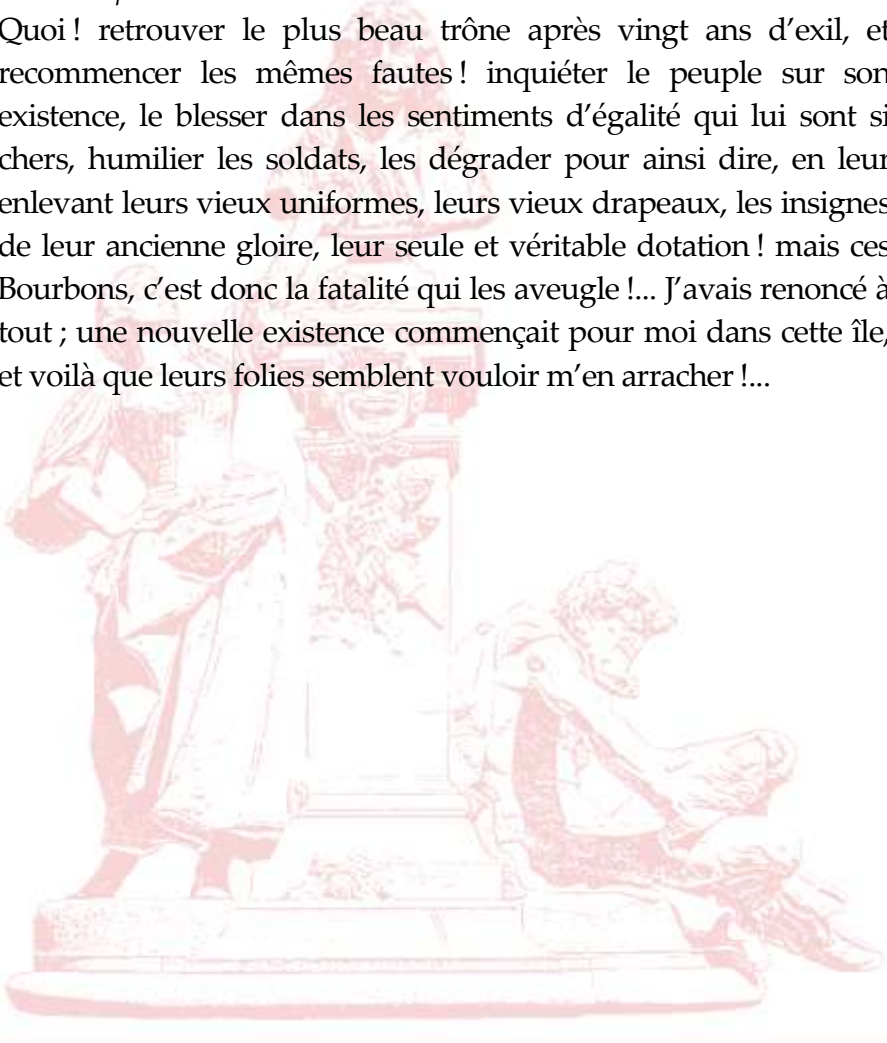 Quoi ! retrouver le plus beau trône après vingt ans d’exil, et
recommencer les mêmes fautes ! inquiéter le peuple sur son
existence, le blesser dans les sentiments d’égalité qui lui sont si
chers, humilier les soldats, les dégrader pour ainsi dire, en leur
enlevant leurs vieux uniformes, leurs vieux drapeaux, les insignes
de leur ancienne gloire, leur seule et véritable dotation ! mais ces
Bourbons, c’est donc la fatalité qui les aveugle !... J’avais renoncé à
tout ; une nouvelle existence commençait pour moi dans cette île,
et voilà que leurs folies semblent vouloir m’en arracher !...